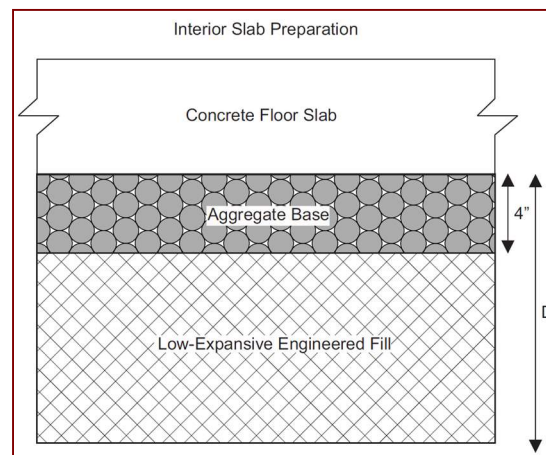 Interior Slab Preparation
Concrete Floor Slab
Aggregate Base
4”
D
Low-Expansive Engineered Fill